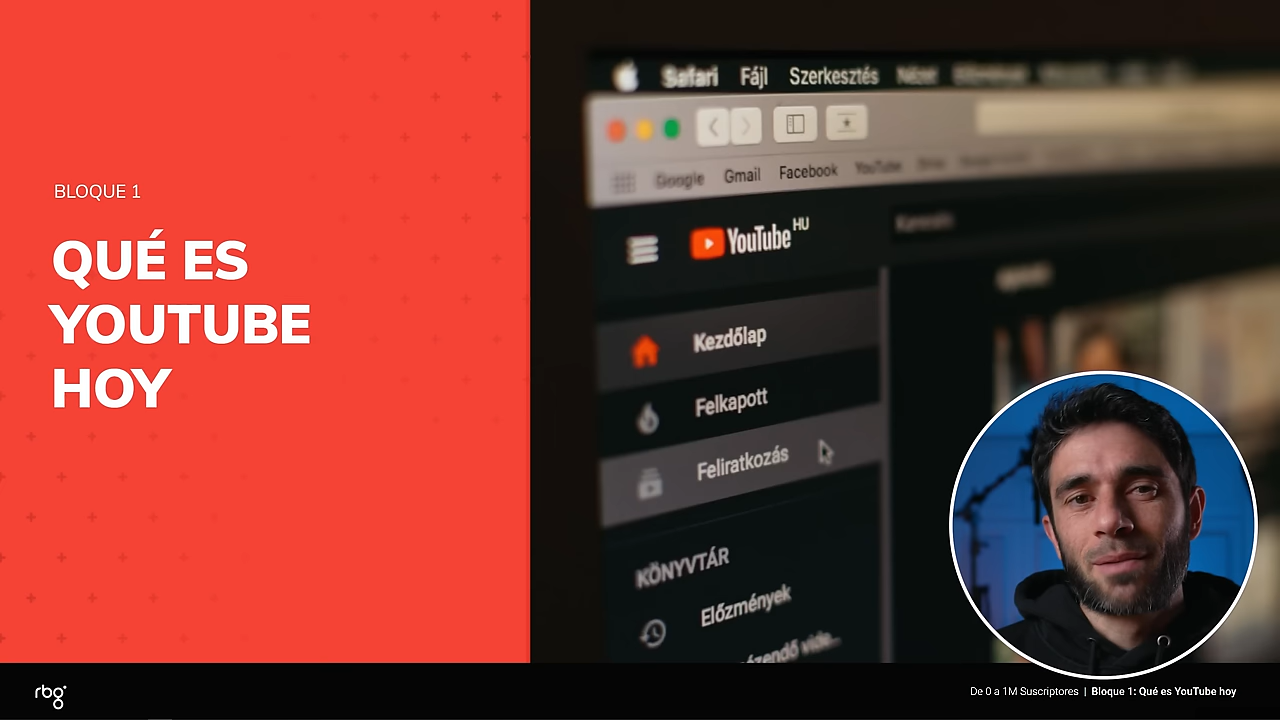 BLOQUE 1
QUÉ ES
YOUTUBE
HOY
Safari Fájl Szerkesztés Nézet
Google Gmail Facebook YouTube
YouTube HU
Kezdőlap
Felkapott
Feliratkozás
KÖNYVTÁR
Előzmények
rbg
De 0 a 1M Suscriptores | Bloque 1: Qué es YouTube hoy